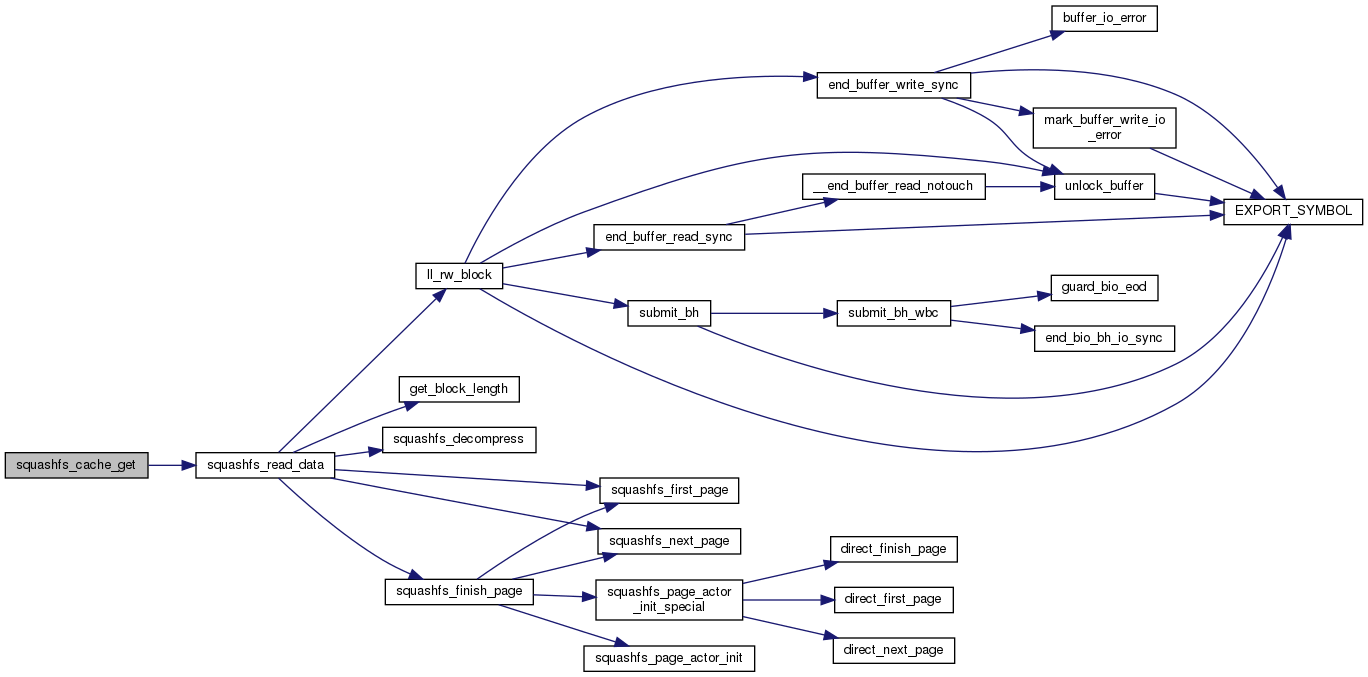 buffer_io_error
end_buffer_write_sync
mark_buffer_write_io
_error
__end_buffer_read_notouch
unlock_buffer
EXPORT_SYMBOL
end_buffer_read_sync
ll_rw_block
guard_bio_eod
submit_bh
submit_bh_wbc
end_bio_bh_io_sync
get_block_length
squashfs_decompress
squashfs_cache_get
squashfs_read_data
squashfs_first_page
squashfs_next_page
direct_finish_page
squashfs_finish_page
squashfs_page_actor
_init_special
direct_first_page
direct_next_page
squashfs_page_actor_init